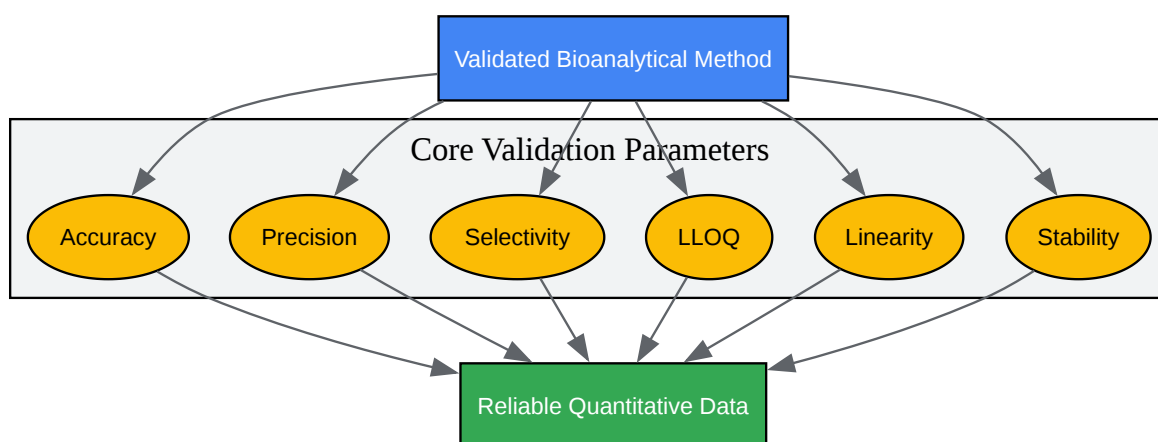 Validated Bioanalytical Method
Core Validation Parameters
Accuracy
Precision
Selectivity
LLOQ
Linearity
Stability
Reliable Quantitative Data